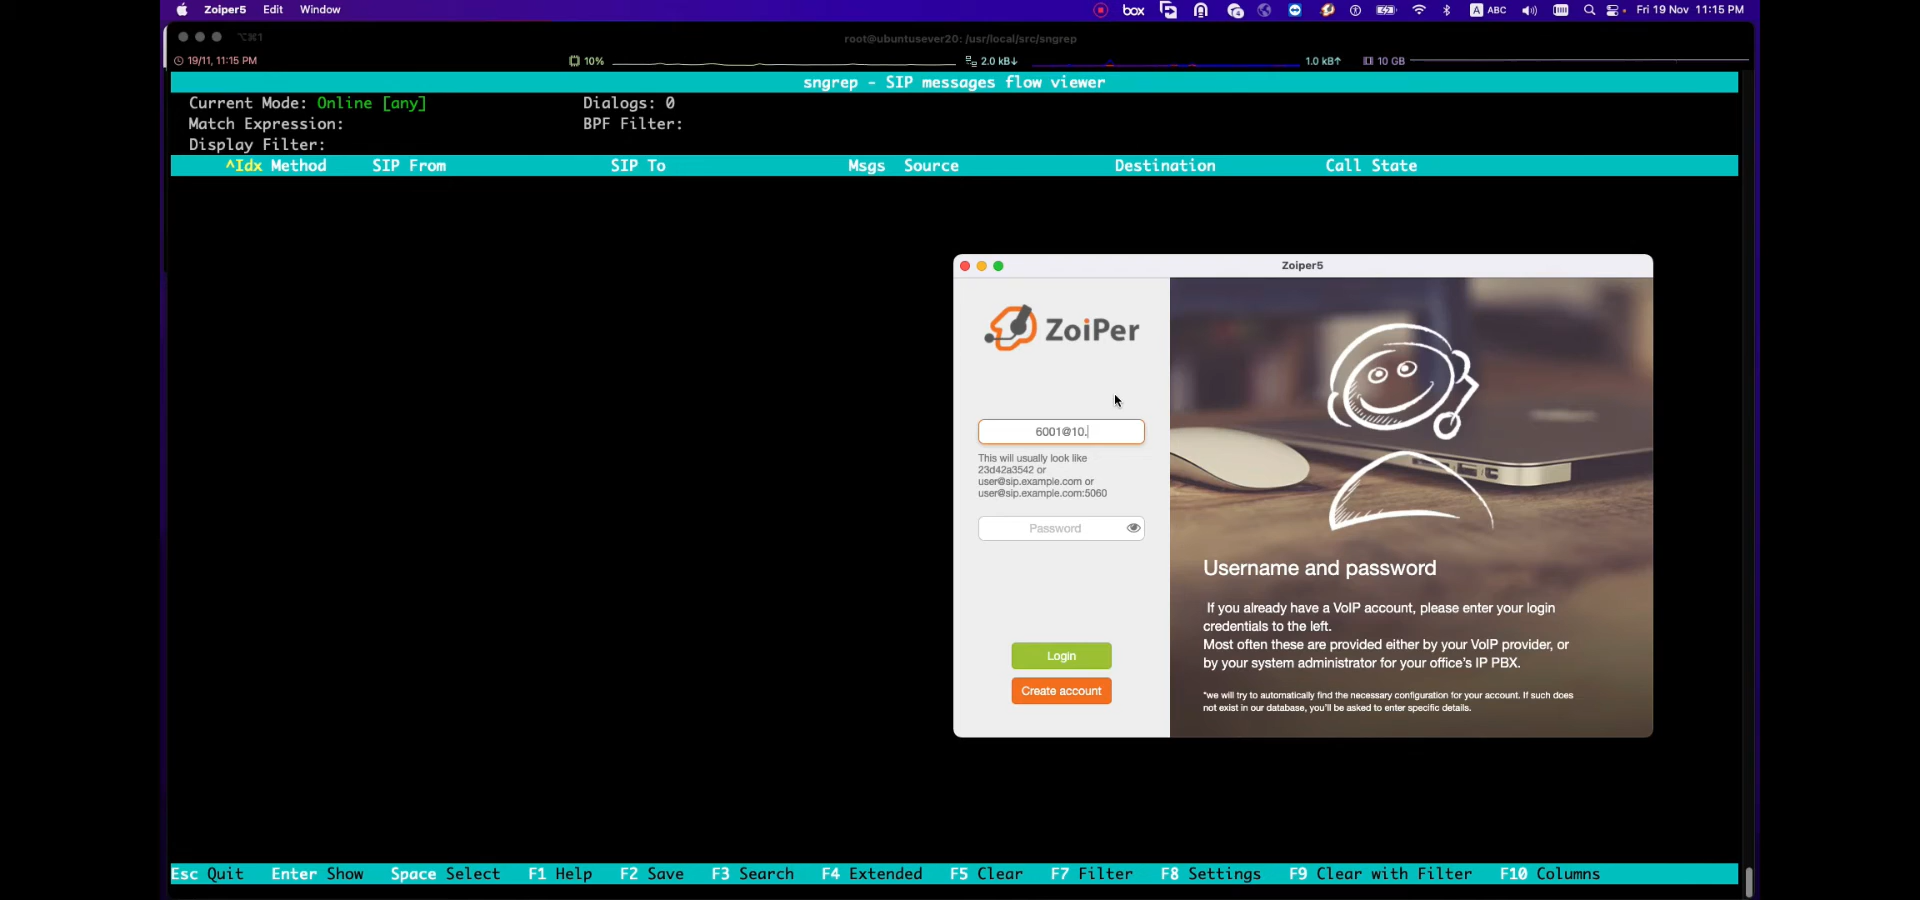 Zoiper5 Edit Window
box
4
A ABC
Fri 19 Nov 11:15 PM
⌥⌘1
root@ubuntusever20: /usr/local/src/sngrep
19/11, 11:15 PM
10%
2.0 kB↓
1.0 kB↑
10 GB
sngrep - SIP messages flow viewer
Current Mode: Online [any] Dialogs: 0
Match Expression: BPF Filter:
Display Filter:
^Idx Method SIP From SIP To Msgs Source Destination Call State
Zoiper5
ZoiPer
6001@10.
This will usually look like
23d42a3542 or
user@sip.example.com or
user@sip.example.com:5060
Password
Login
Create account
Username and password
If you already have a VoIP account, please enter your login
credentials to the left.
Most often these are provided either by your VoIP provider, or
by your system administrator for your office's IP PBX.
*we will try to automatically find the necessary configuration for your account. If such does
not exist in our database, you'll be asked to enter specific details.
Esc Quit Enter Show Space Select F1 Help F2 Save F3 Search F4 Extended F5 Clear F7 Filter F8 Settings F9 Clear with Filter F10 Columns